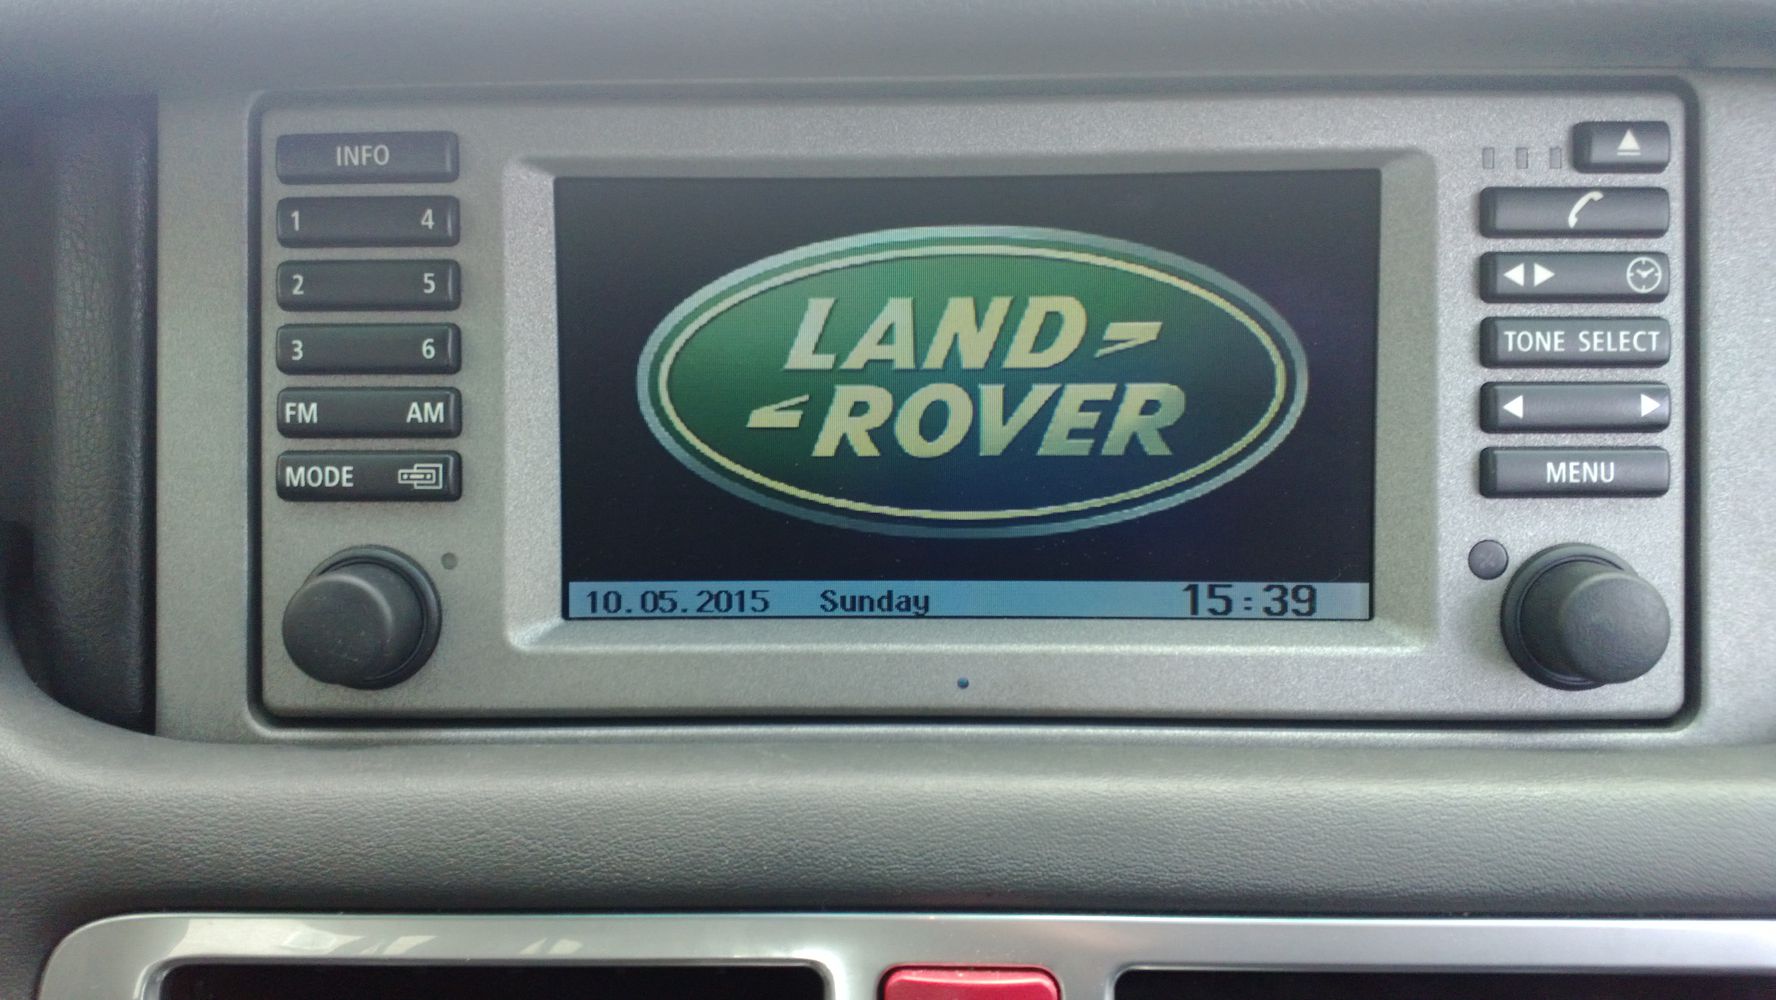 INFO
1 4
2 5
3 6
FM AM
MODE
LAND
ROVER
10.05.2015 Sunday 15:39
TONE SELECT
MENU